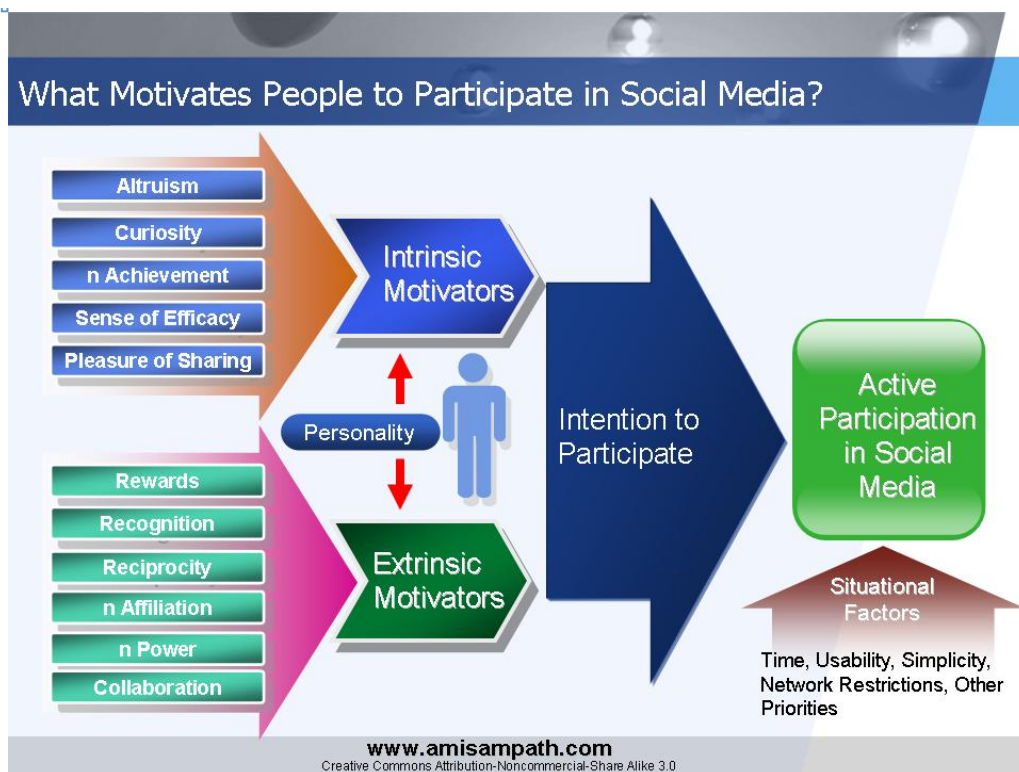 What Motivates People to Participate in Social Media?
Altruism
Curiosity
n Achievement
Sense of Efficacy
Pleasure of Sharing
Intrinsic
Motivators
Personality
Rewards
Recognition
Reciprocity
n Affiliation
n Power
Collaboration
Extrinsic
Motivators
Intention to
Participate
Active
Participation
in Social
Media
Situational
Factors
Time, Usability, Simplicity,
Network Restrictions, Other
Priorities
www.amisampath.com
Creative Commons Attribution-Noncommercial-Share Alike 3.0